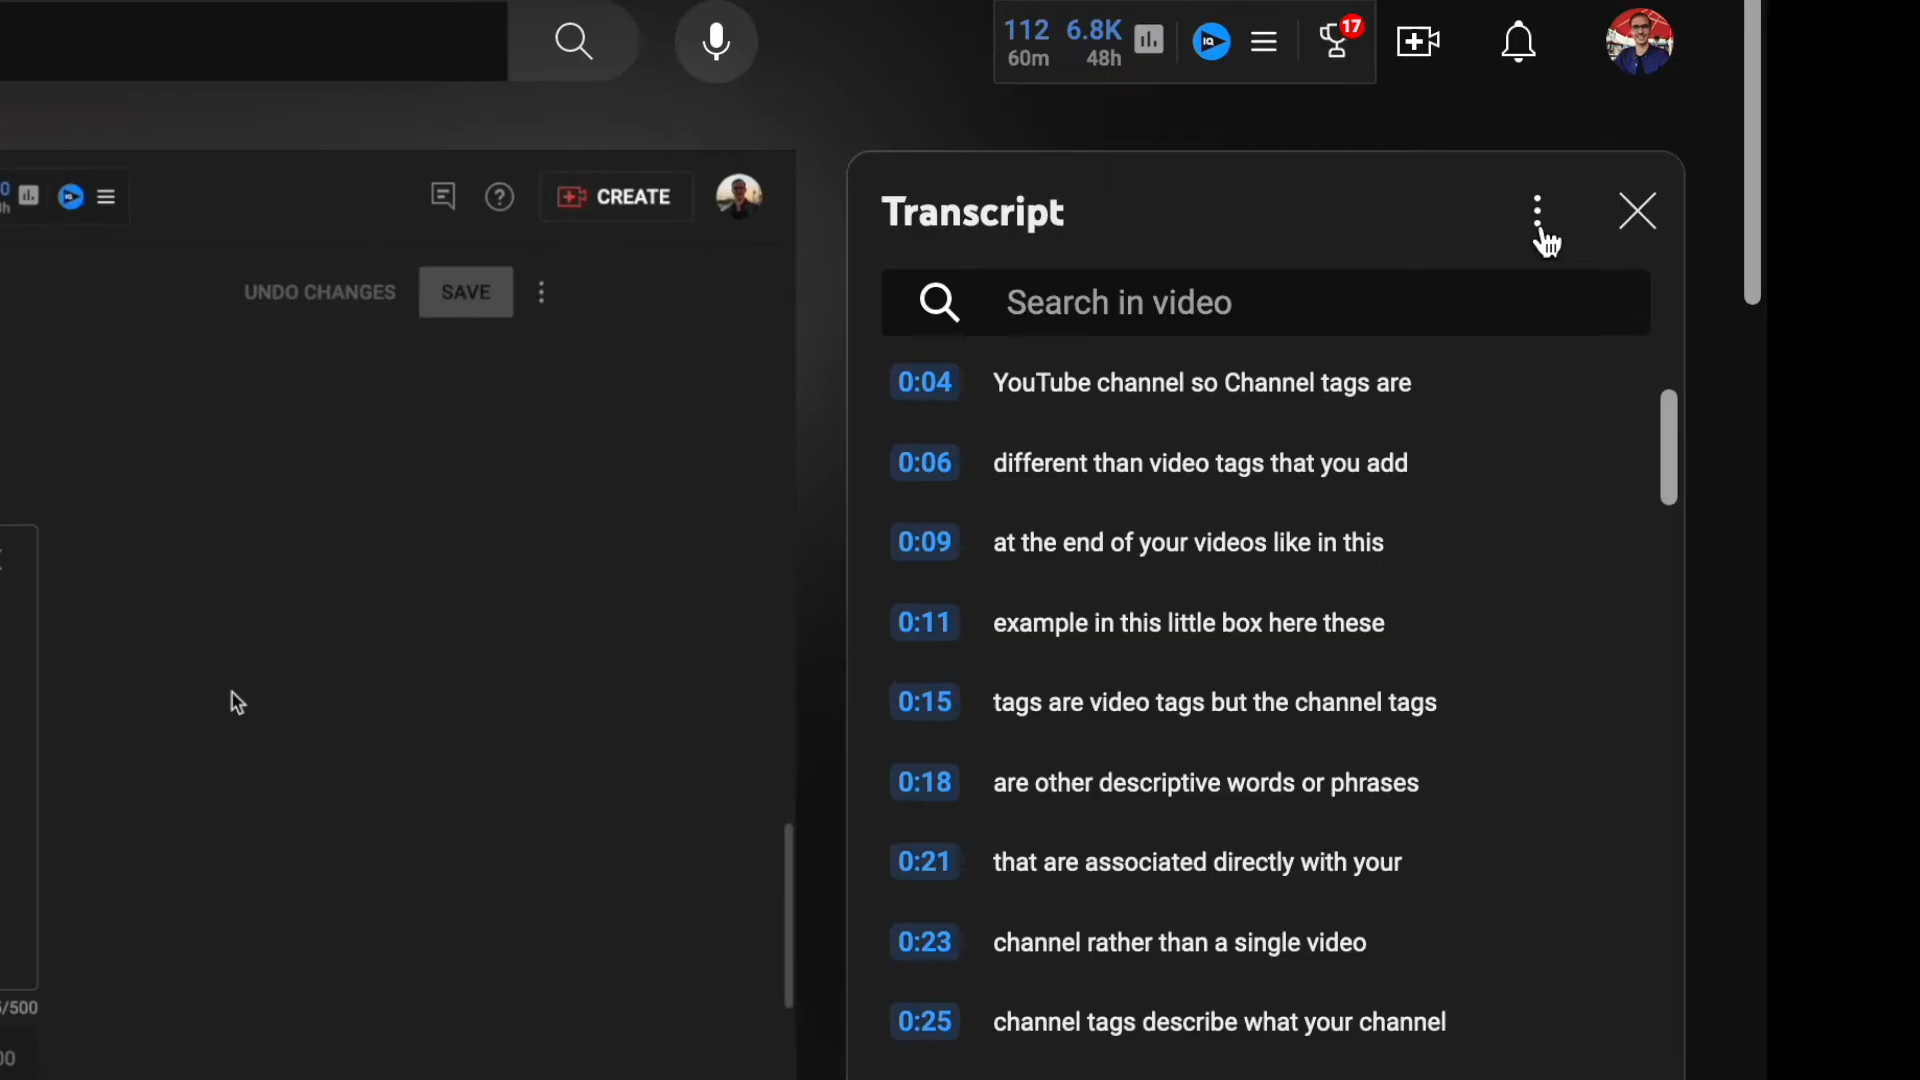 112 6.8K
60m 48h
IQ
17
0
h
CREATE
UNDO CHANGES
SAVE
/500
00
Transcript
Search in video
0:04 YouTube channel so Channel tags are
0:06 different than video tags that you add
0:09 at the end of your videos like in this
0:11 example in this little box here these
0:15 tags are video tags but the channel tags
0:18 are other descriptive words or phrases
0:21 that are associated directly with your
0:23 channel rather than a single video
0:25 channel tags describe what your channel